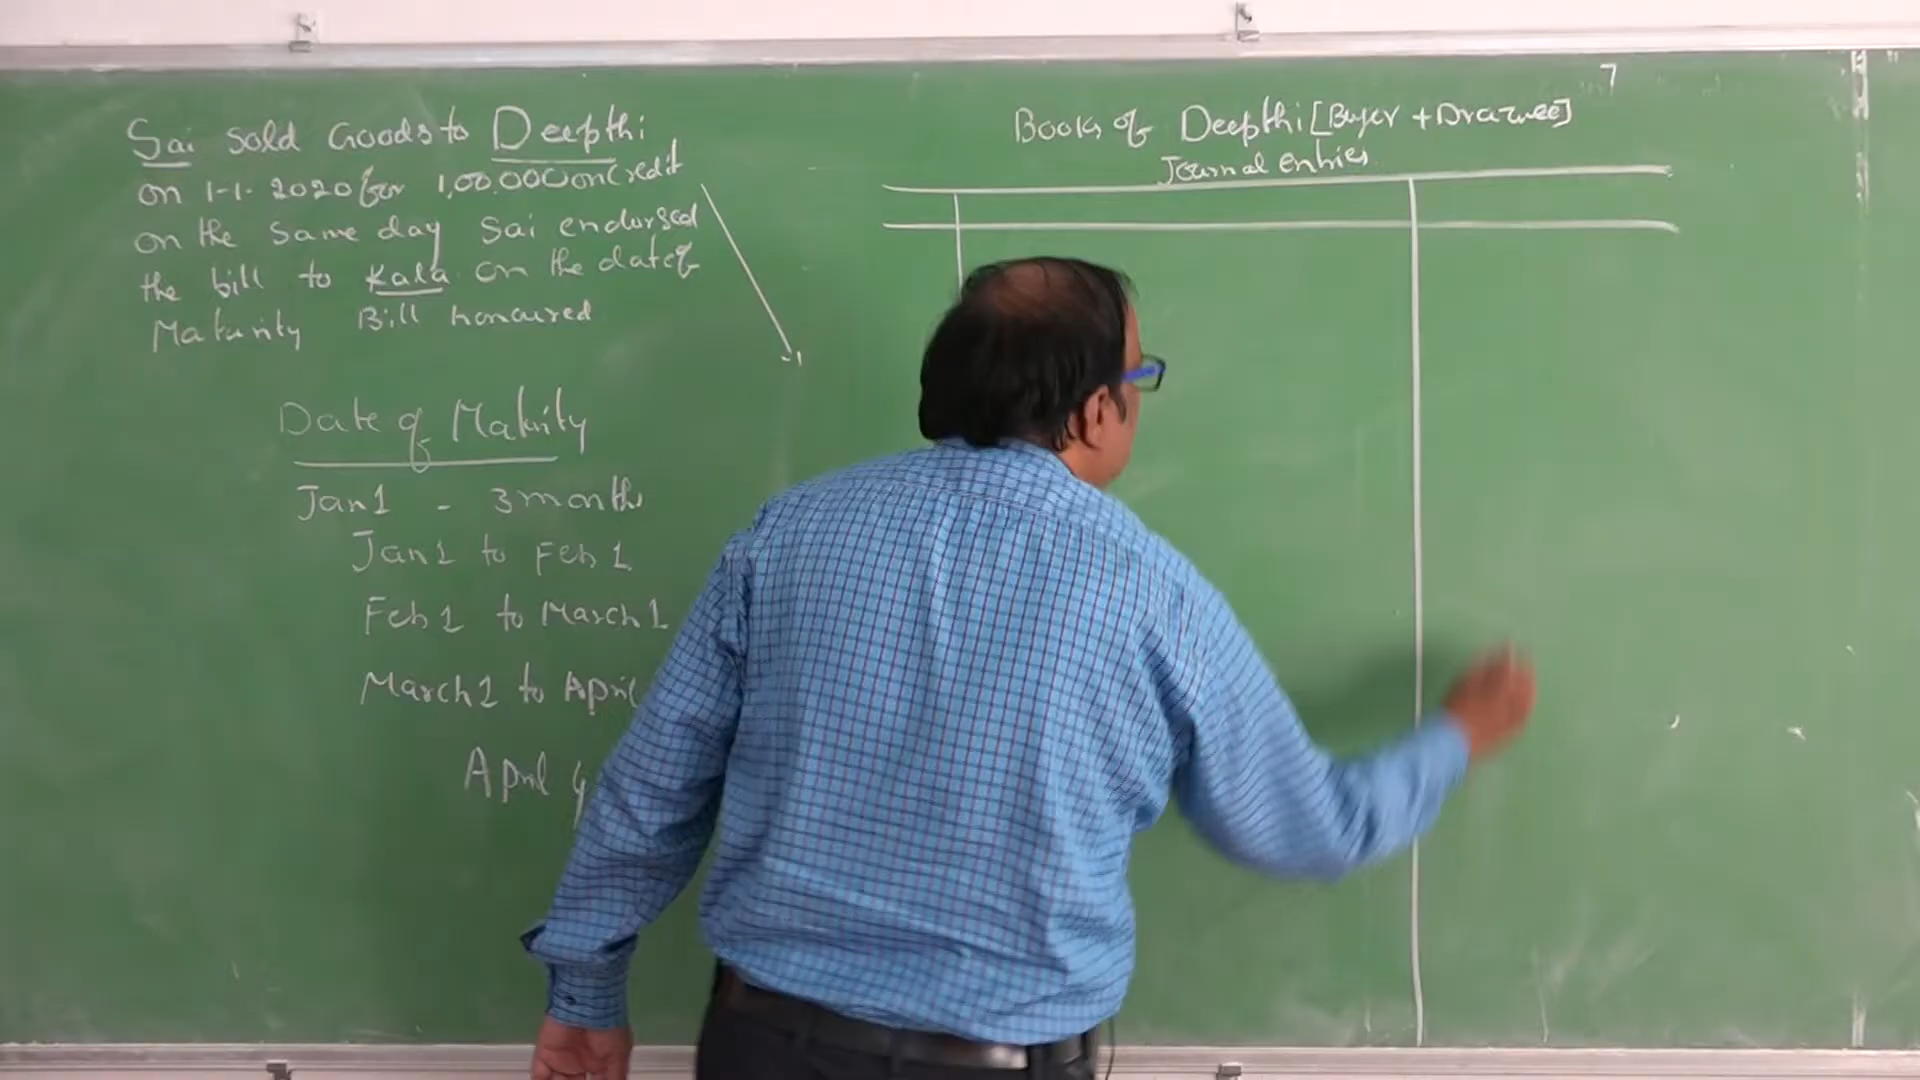 Sai sold Goods to Deepthi
on 1-1-2020 for 1,00,000 on Credit
on the same day Sai endorsed
the bill to Kala on the date of
Maturity Bill honoured
Date of Maturity
Jan 1 - 3 months
Jan 1 to Feb 1
Feb 1 to March 1
March 1 to April
April 4
7
Books of Deepthi [Buyer + Drawee]
Journal entries